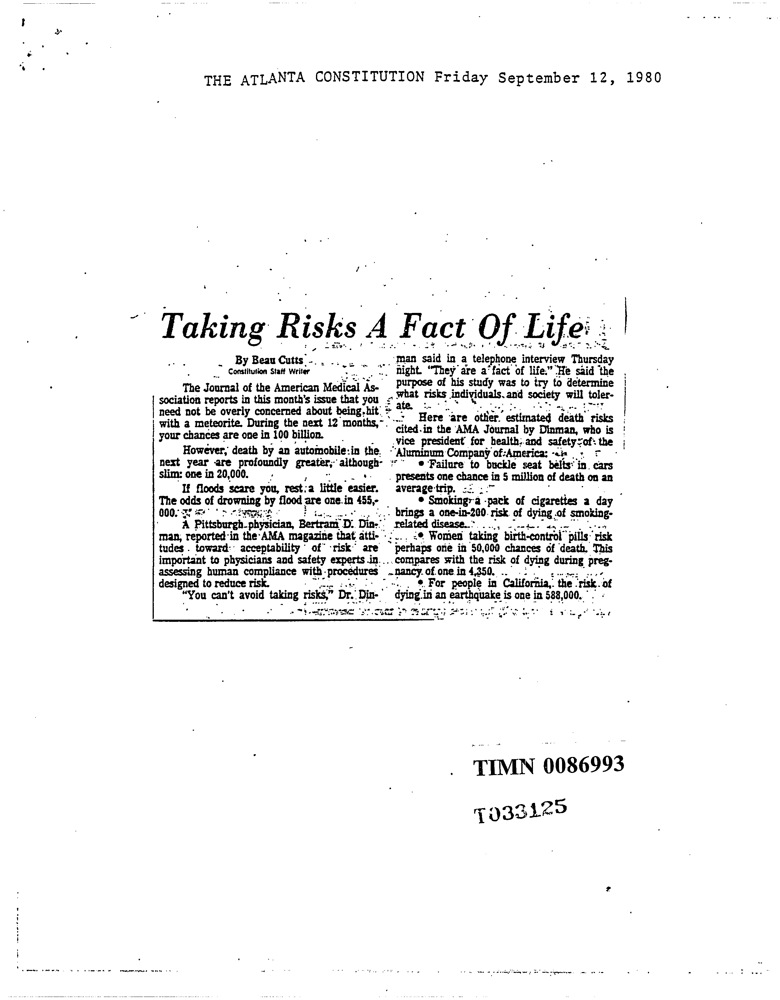 THE ATLANTA CONSTITUTION Friday September 12, 1980
Taking Risks A Fact Of Life
By Beau Cutts
Constitution Staff Writer
The Journal of the American Medical As-
sociation reports in this month's issue that you
need not be overly concerned about being hit
with a meteorite. During the next 12 months,
your chances are one in 100 billion.
However, death by an automobile in the
next year are profoundly greater, although
slim: one in 20,000.
If floods scare you, rest a little easier.
The odds of drowning by flood are one in 455,-
000.
A Pittsburgh physician, Bertram D. Din-
man, reported in the AMA magazine that atti-
tudes toward acceptability of risk are
important to physicians and safety experts in
assessing human compliance with procedures
designed to reduce risk.
"You can't avoid taking risks," Dr. Din-
man said in a telephone interview Thursday
night. "They are a fact of life." He said the
purpose of his study was to try to determine
what risks individuals and society will toler-
ate.
Here are other estimated death risks
cited in the AMA Journal by Dinman, who is
vice president for health and safety of the
Aluminum Company of America:
• Failure to buckle seat belts in cars
presents one chance in 5 million of death on an
average trip.
• Smoking a pack of cigarettes a day
brings a one-in-200 risk of dying of smoking-
related disease.
• Women taking birth-control pills risk
perhaps one in 50,000 chances of death. This
compares with the risk of dying during preg-
nancy of one in 4,350.
• For people in California, the risk of
dying in an earthquake is one in 588,000.
TIMN 0086993
T033125